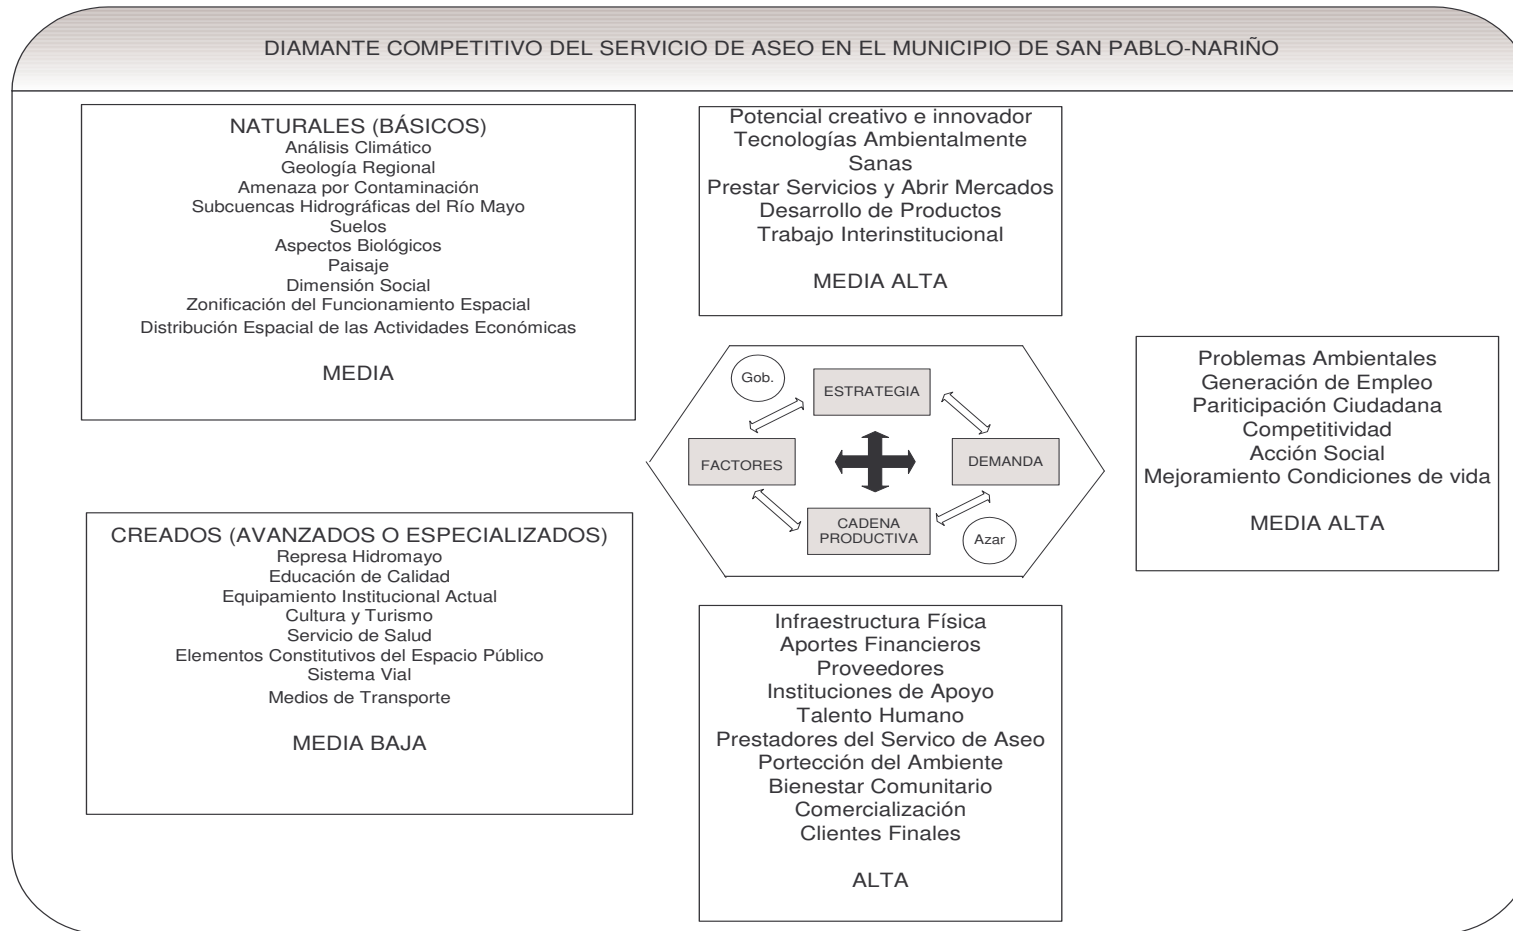 DIAMANTE COMPETITIVO DEL SERVICIO DE ASEO EN EL MUNICIPIO DE SAN PABLO-NARIÑO
NATURALES (BÁSICOS)
Análisis Climático
Geología Regional
Amenaza por Contaminación
Subcuencas Hidrográficas del Río Mayo
Suelos
Aspectos Biológicos
Paisaje
Dimensión Social
Zonificación del Funcionamiento Espacial
Distribución Espacial de las Actividades Económicas
MEDIA
CREADOS (AVANZADOS O ESPECIALIZADOS)
Represa Hidromayo
Educación de Calidad
Equipamiento Institucional Actual
Cultura y Turismo
Servicio de Salud
Elementos Constitutivos del Espacio Público
Sistema Vial
Medios de Transporte
MEDIA BAJA
Potencial creativo e innovador
Tecnologías Ambientalmente
Sanas
Prestar Servicios y Abrir Mercados
Desarrollo de Productos
Trabajo Interinstitucional
MEDIA ALTA
Gob.
ESTRATEGIA
FACTORES
DEMANDA
CADENA
PRODUCTIVA
Azar
Infraestructura Física
Aportes Financieros
Proveedores
Instituciones de Apoyo
Talento Humano
Prestadores del Servico de Aseo
Portección del Ambiente
Bienestar Comunitario
Comercialización
Clientes Finales
ALTA
Problemas Ambientales
Generación de Empleo
Pariticipación Ciudadana
Competitividad
Acción Social
Mejoramiento Condiciones de vida
MEDIA ALTA